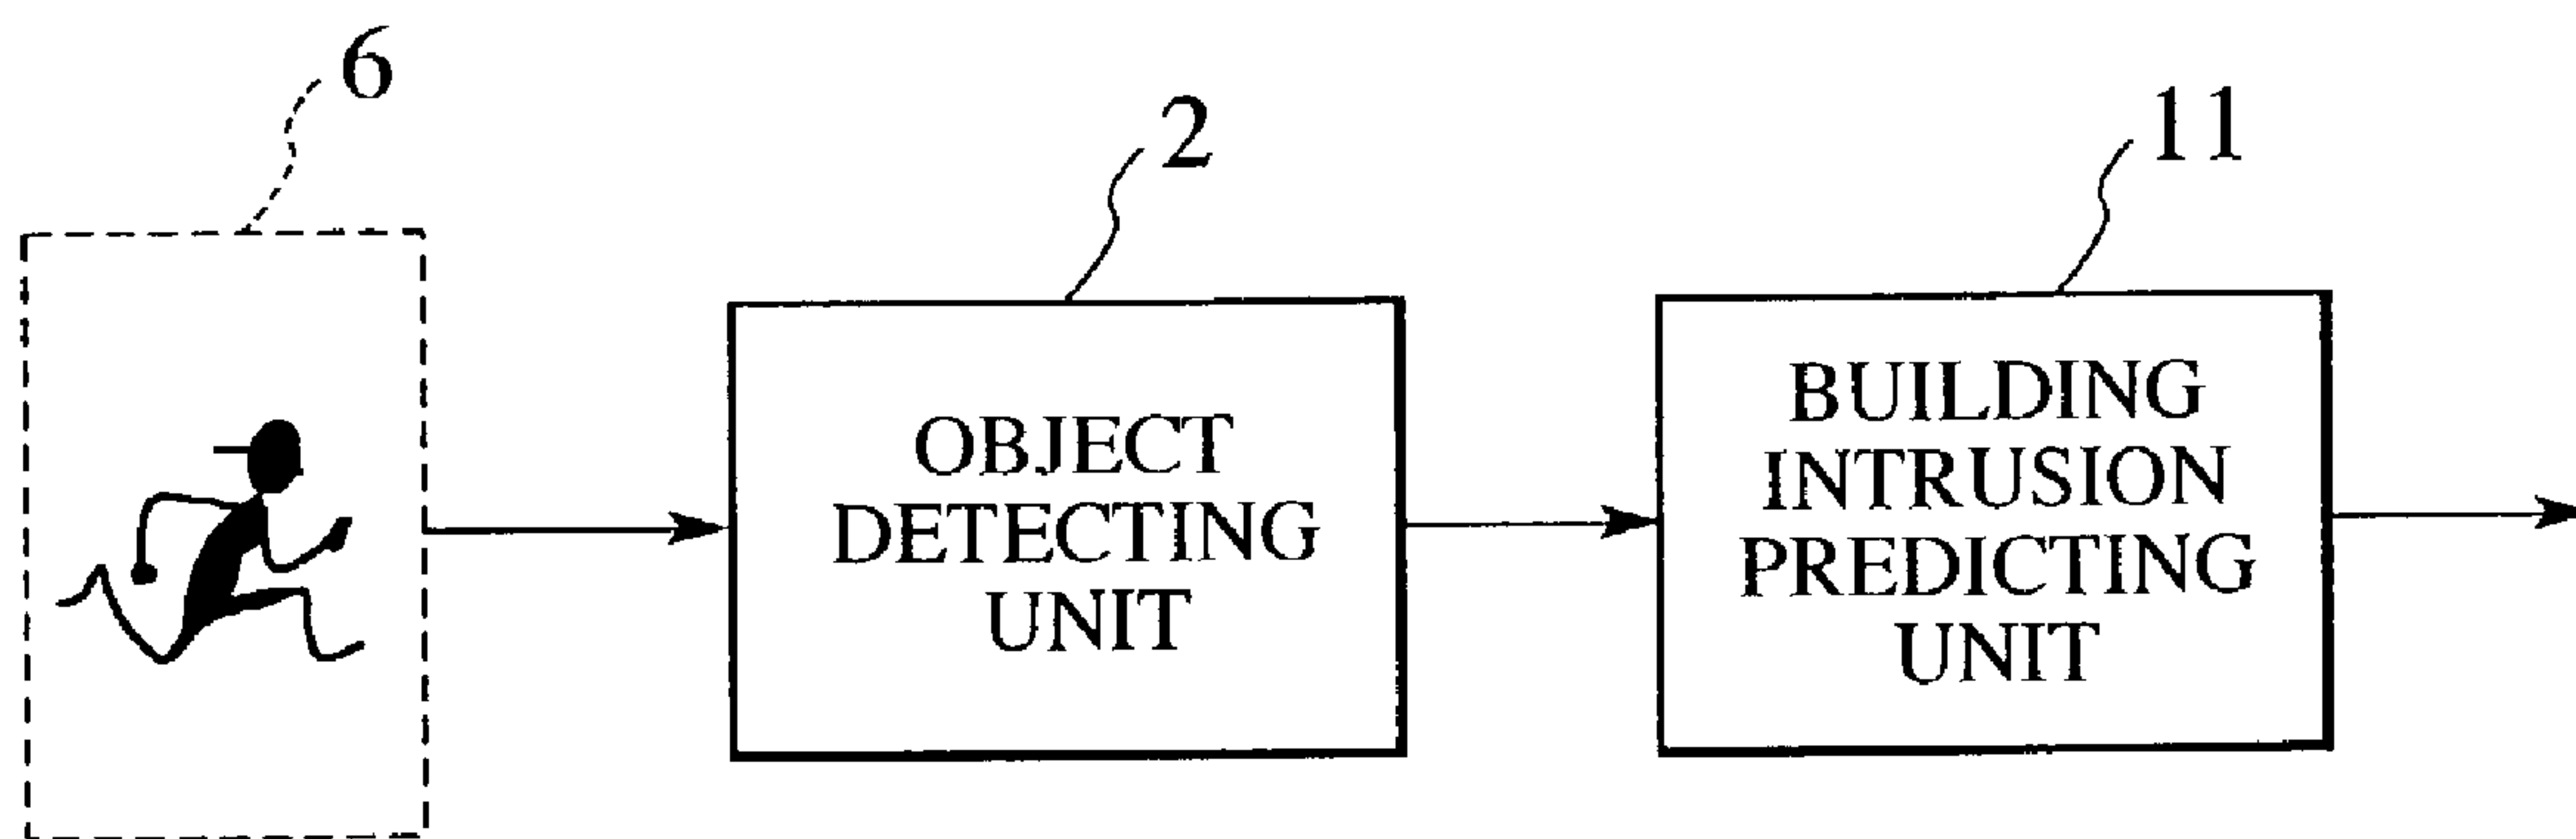 6
2
11
OBJECT
DETECTING
UNIT
BUILDING
INTRUSION
PREDICTING
UNIT